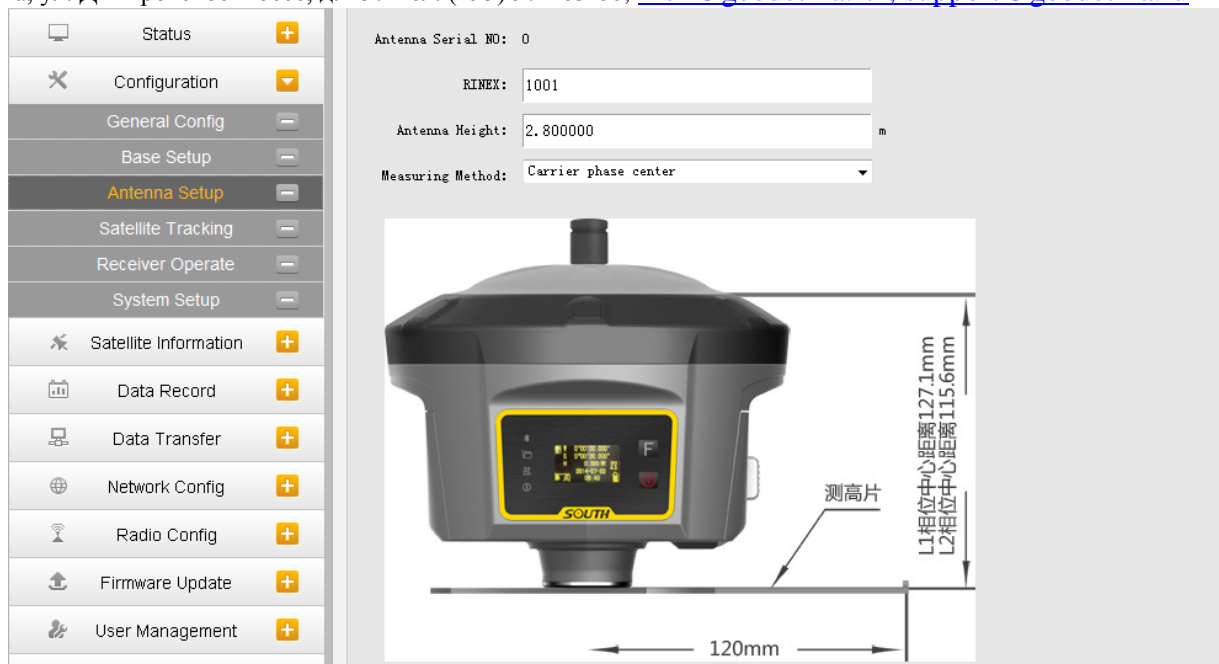 Status
Configuration
General Config
Base Setup
Antenna Setup
Satellite Tracking
Receiver Operate
System Setup
Satellite Information
Data Record
Data Transfer
Network Config
Radio Config
Firmware Update
User Management
Antenna Serial NO: 0
RINEX: 1001
Antenna Height: 2.800000 m
Measuring Method: Carrier phase center
F
SOUTH
测高片
L1相位中心距离127.1mm
L2相位中心距离115.6mm
120mm